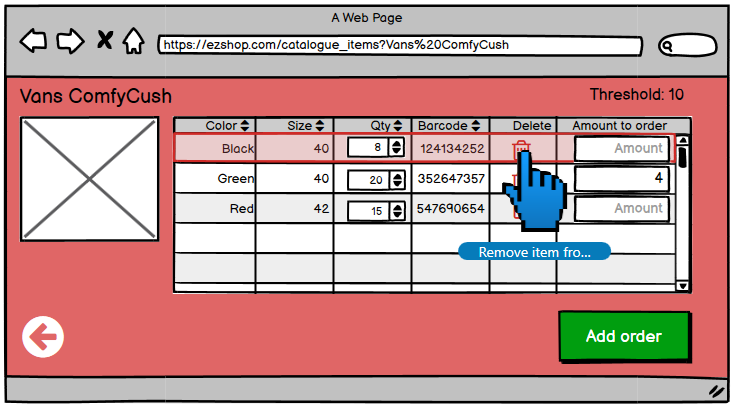 A Web Page
https://ezshop.com/catalogue_items?Vans%20ComfyCush
Vans ComfyCush
Threshold: 10
Color Size Qty Barcode Delete Amount to order
Black 40 8 124134252 Amount
Green 40 20 352647357 4
Red 42 15 547690654 Amount
Remove item fro...
Add order